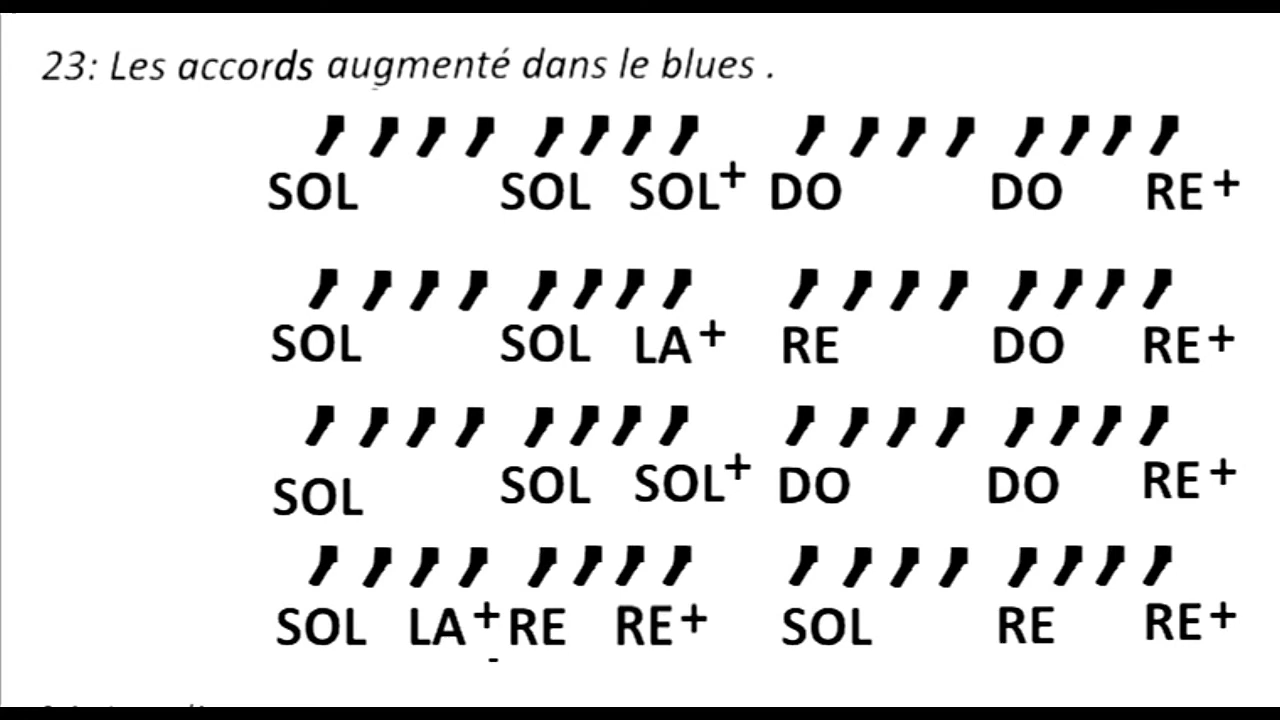 23: Les accords augmenté dans le blues .
, , , , , , , , , , , , , , , ,
SOL SOL SOL+ DO DO RE+
, , , , , , , , , , , , , , , ,
SOL SOL LA+ RE DO RE+
, , , , , , , , , , , , , , , ,
SOL SOL SOL+ DO DO RE+
, , , , , , , , , , , , , , , ,
SOL LA+ RE RE+ SOL RE RE+